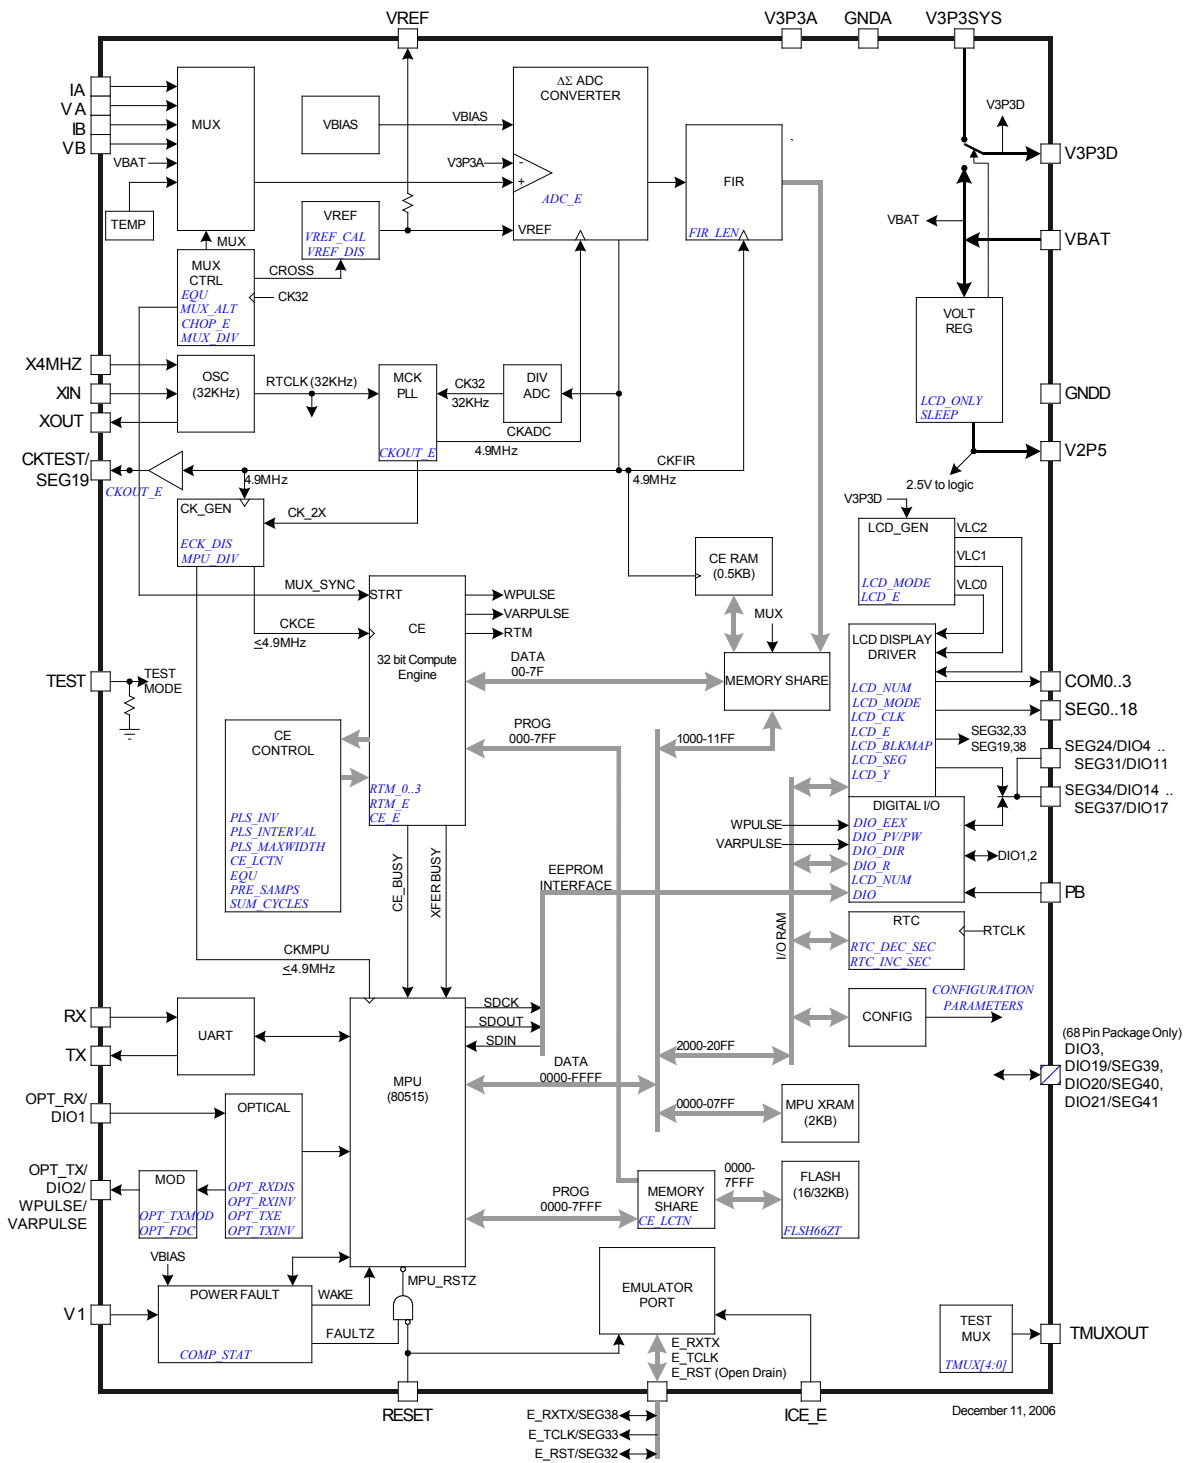 VREF
V3P3A
GNDA
V3P3SYS
IA
VA
IB
VB
VBAT
TEMP
MUX
VBIAS
VBIAS
ΔΣ ADC
CONVERTER
V3P3A
-
+
ADC_E
VREF
FIR
FIR_LEN
V3P3D
V3P3D
VBAT
VBAT
VREF
VREF_CAL
VREF_DIS
MUX
MUX
CTRL
EQU
MUX_ALT
CHOP_E
MUX_DIV
CROSS
CK32
VOLT
REG
LCD_ONLY
SLEEP
X4MHZ
XIN
XOUT
OSC
(32KHz)
RTCLK (32KHz)
MCK
PLL
CKOUT_E
CK32
32KHz
DIV
ADC
CKADC
4.9MHz
GNDD
V2P5
2.5V to logic
CKTEST/
SEG19
CKOUT_E
4.9MHz
CKFIR
4.9MHz
CK_GEN
ECK_DIS
MPU_DIV
CK_2X
V3P3D
LCD_GEN
LCD_MODE
LCD_E
VLC2
VLC1
VLC0
CE RAM
(0.5KB)
MUX_SYNC
STRT
CKCE
≤4.9MHz
CE
32 bit Compute
Engine
RTM_0..3
RTM_E
CE_E
WPULSE
VARPULSE
RTM
DATA
00-7F
MUX
MEMORY SHARE
LCD DISPLAY
DRIVER
LCD_NUM
LCD_MODE
LCD_CLK
LCD_E
LCD_BLKMAP
LCD_SEG
LCD_Y
COM0..3
SEG0..18
SEG32,33
SEG19,38
SEG24/DIO4 ..
SEG31/DIO11
SEG34/DIO14 ..
SEG37/DIO17
TEST
TEST
MODE
CE
CONTROL
PLS_INV
PLS_INTERVAL
PLS_MAXWIDTH
CE_LCTN
EQU
PRE_SAMPS
SUM_CYCLES
PROG
000-7FF
1000-11FF
WPULSE
VARPULSE
DIGITAL I/O
DIO_EEX
DIO_PV/PW
DIO_DIR
DIO_R
LCD_NUM
DIO
DIO1,2
PB
CE_BUSY
XFER BUSY
EEPROM
INTERFACE
I/O RAM
RTC
RTC_DEC_SEC
RTC_INC_SEC
RTCLK
CKMPU
≤4.9MHz
CONFIG
CONFIGURATION
PARAMETERS
RX
TX
UART
SDCK
SDOUT
SDIN
MPU
(80515)
DATA
0000-FFFF
2000-20FF
0000-07FF
MPU XRAM
(2KB)
(68 Pin Package Only)
DIO3,
DIO19/SEG39,
DIO20/SEG40,
DIO21/SEG41
OPT_RX/
DIO1
OPTICAL
OPT_RXDIS
OPT_RXINV
OPT_TXE
OPT_TXINV
OPT_TX/
DIO2/
WPULSE/
VARPULSE
MOD
OPT_TXMOD
OPT_FDC
PROG
0000-7FFF
MEMORY
SHARE
CE_LCTN
0000-
7FFF
FLASH
(16/32KB)
FLSH66ZT
VBIAS
V1
POWER FAULT
COMP_STAT
WAKE
FAULTZ
MPU_RSTZ
EMULATOR
PORT
E_RXTX
E_TCLK
E_RST (Open Drain)
TEST
MUX
TMUX[4:0]
TMUXOUT
RESET
ICE_E
December 11, 2006
E_RXTX/SEG38
E_TCLK/SEG33
E_RST/SEG32